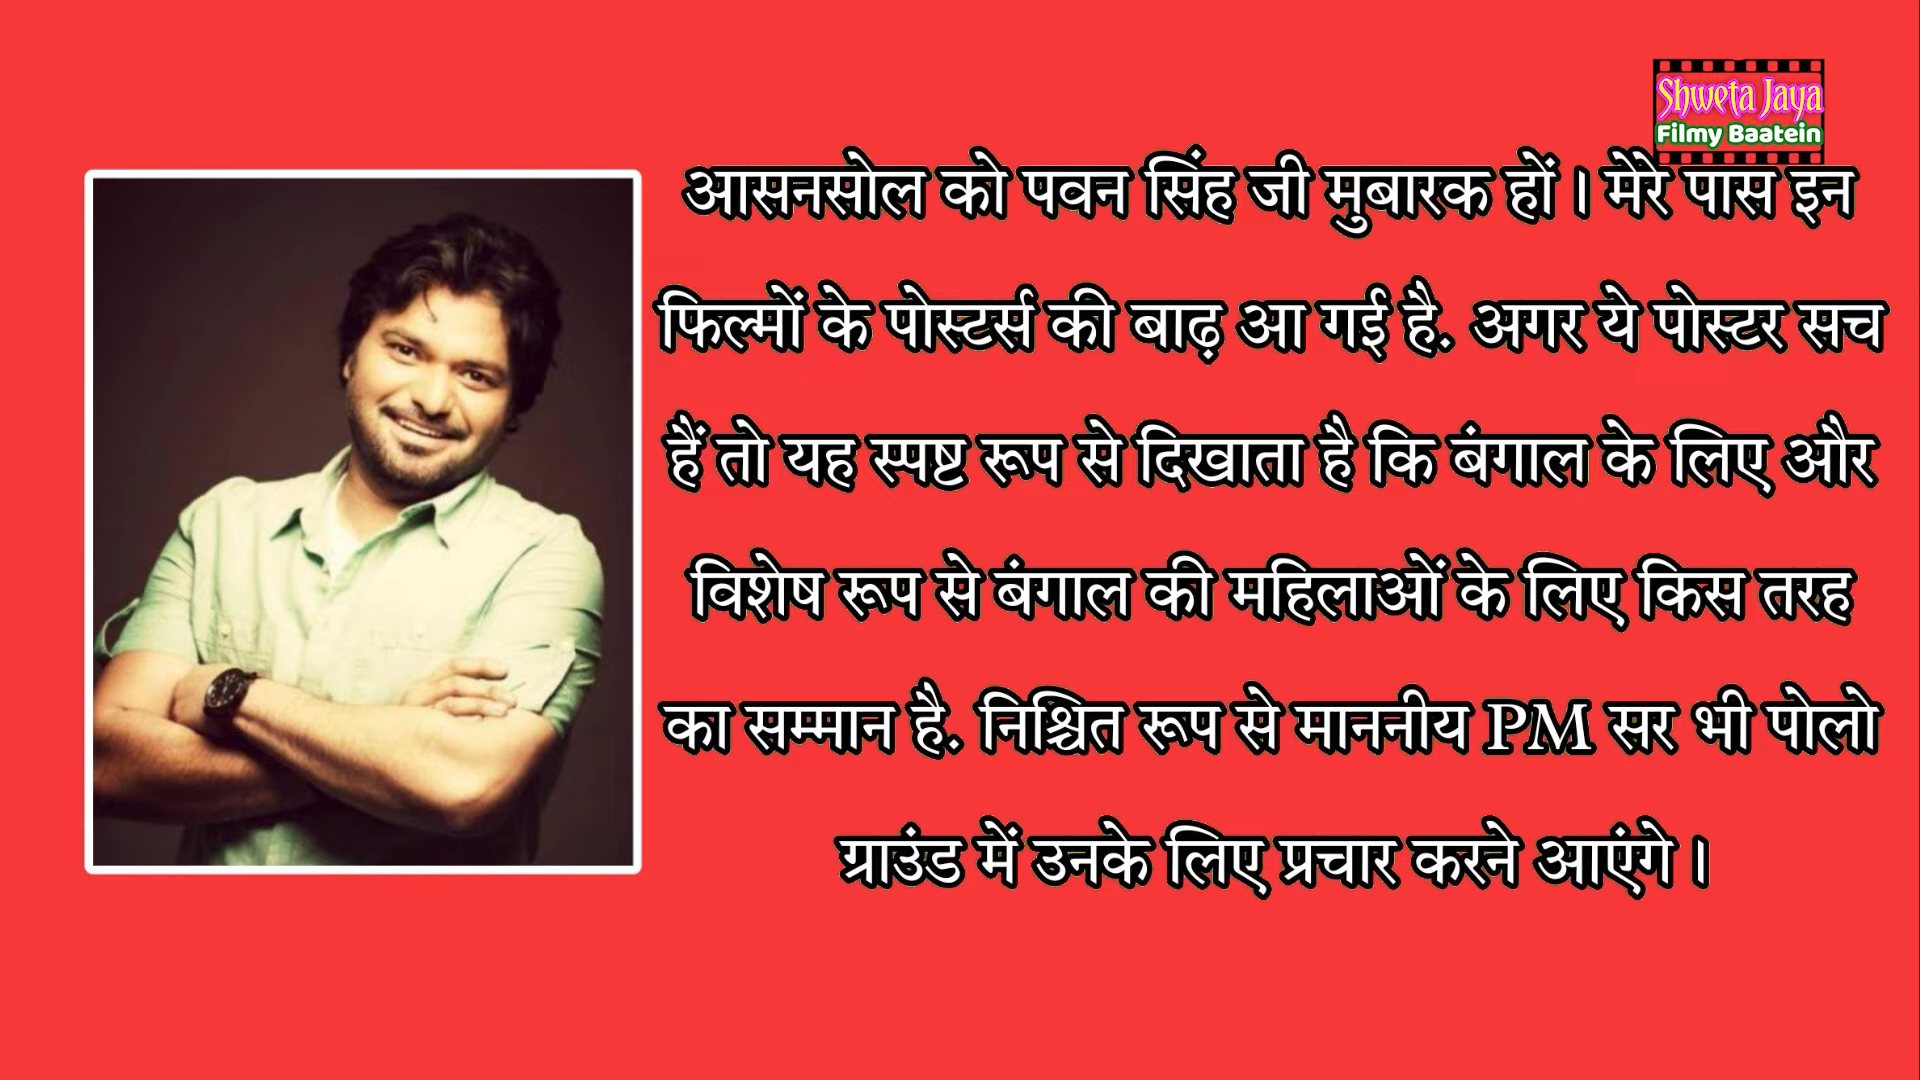 Shweta Jaya
Filmy Baatein
आसनसोल को पवन सिंह जी मुबारक हों। मेरे पास इन
फिल्मों के पोस्टर्स की बाढ़ आ गई है. अगर ये पोस्टर सच
हैं तो यह स्पष्ट रूप से दिखाता है कि बंगाल के लिए और
विशेष रूप से बंगाल की महिलाओं के लिए किस तरह
का सम्मान है. निश्चित रूप से माननीय PM सर भी पोलो
ग्राउंड में उनके लिए प्रचार करने आएंगे।